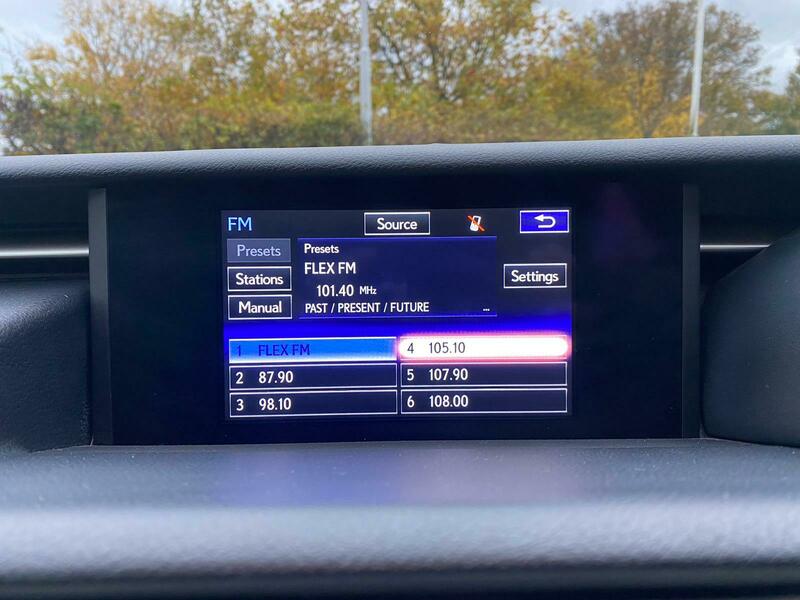 FM
Source
Presets
Stations
Manual
Presets
FLEX FM
101.40 MHz
PAST / PRESENT / FUTURE ...
Settings
1 FLEX FM
2 87.90
3 98.10
4 105.10
5 107.90
6 108.00